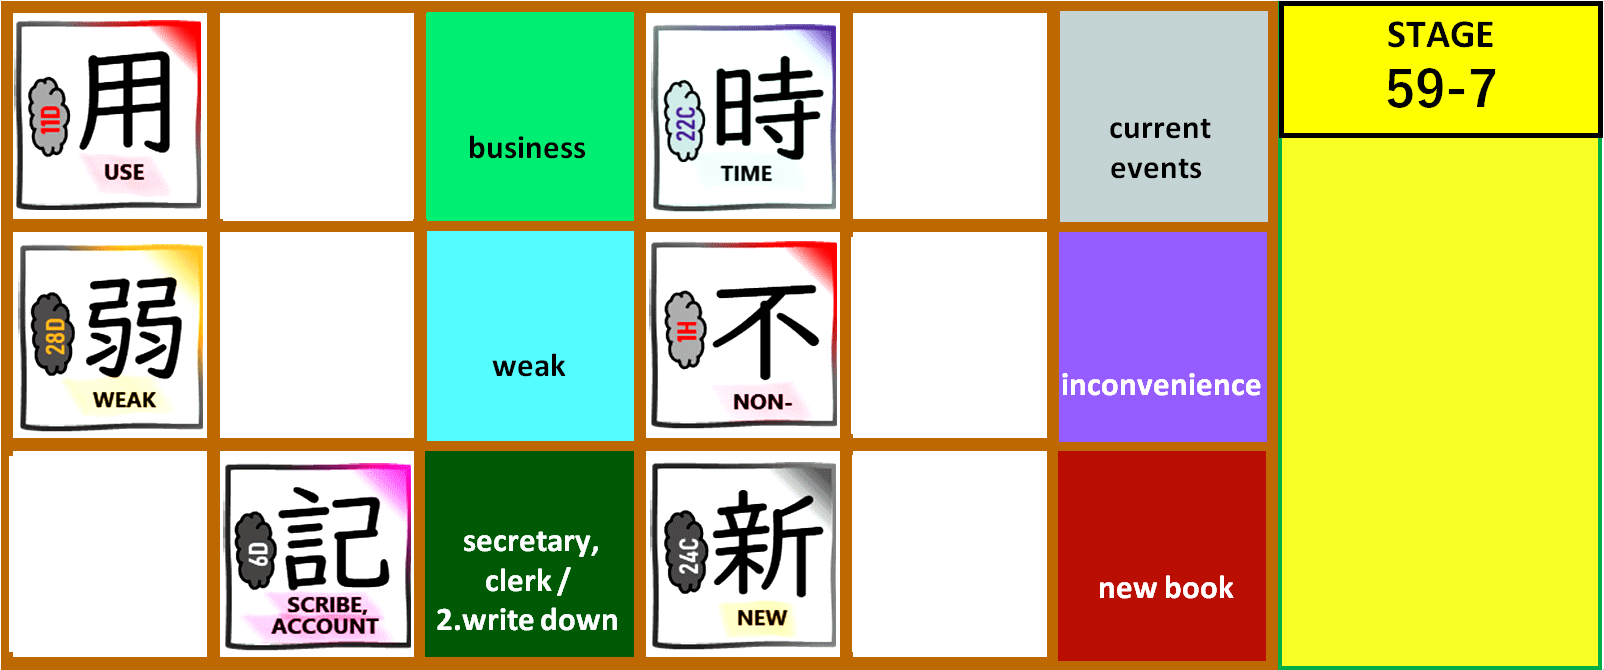 用
11D
USE
business
時
22C
TIME
current
events
STAGE
59-7
弱
28D
WEAK
weak
不
1H
NON-
inconvenience
記
6D
SCRIBE,
ACCOUNT
secretary,
clerk /
2.write down
新
24C
NEW
new book